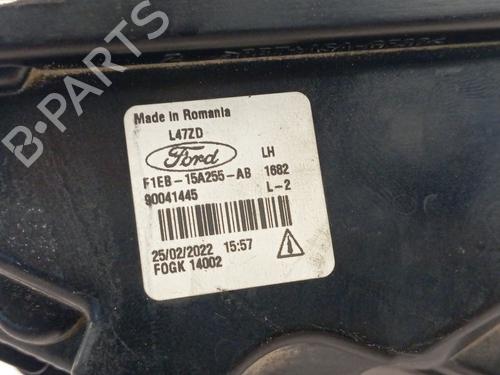 Made in Romania
L47ZD
Ford LH
F1EB-15A255-AB 1682
90041445 L-2
25/02/2022 15:57
FOGK 14002
B-PARTS